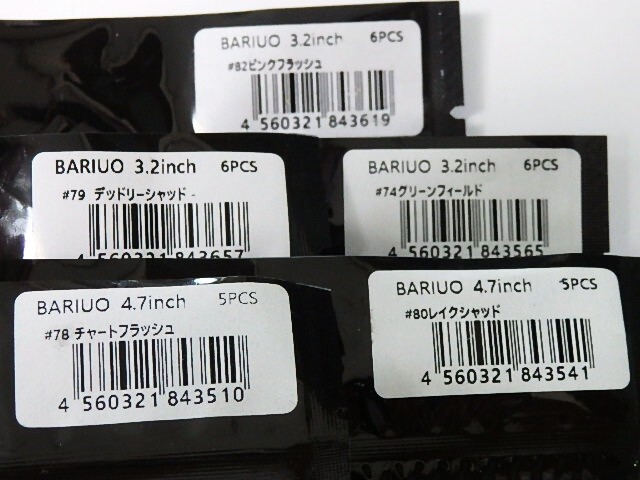 BARIUO 3.2inch 6PCS
#82ピンクフラッシュ
4 560321 843619
BARIUO 3.2inch 6PCS
#79 デッドリーシャッド
4 560321 843657
BARIUO 3.2inch 6PCS
#74グリーンフィールド
4 560321 843565
BARIUO 4.7inch 5PCS
#78 チャートフラッシュ
4 560321 843510
BARIUO 4.7inch 5PCS
#80レイクシャッド
4 560321 843541